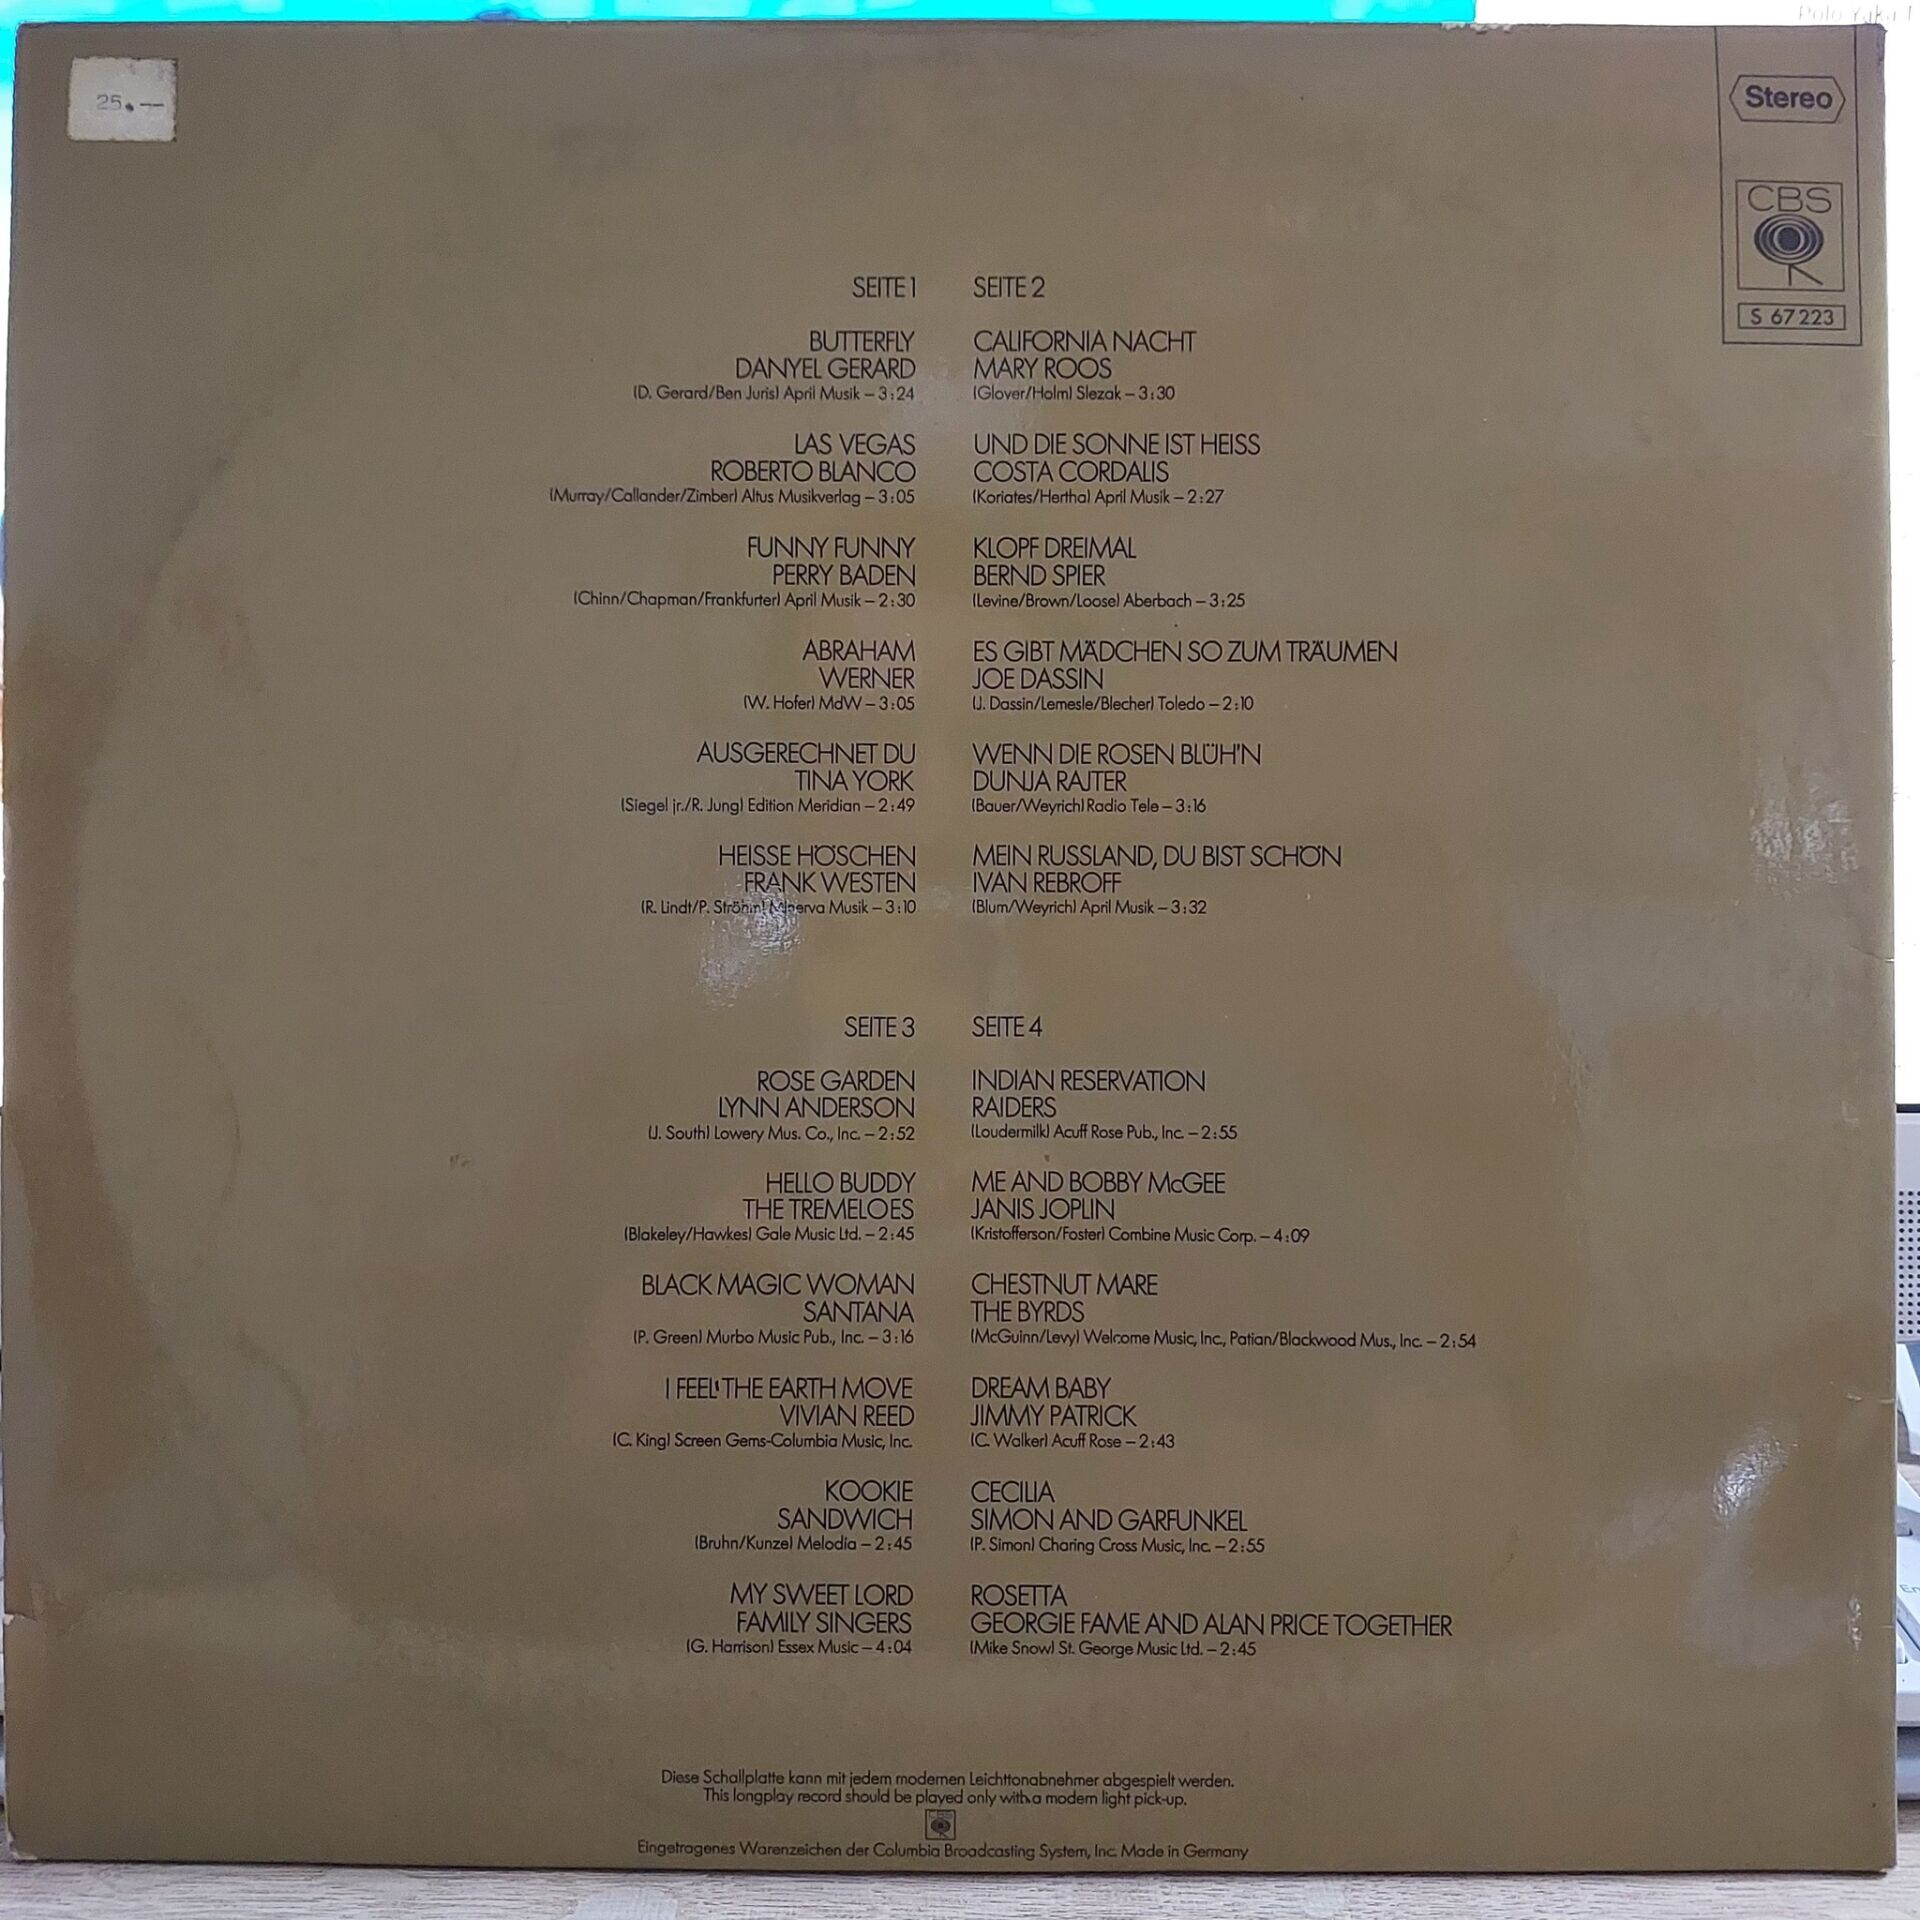 Polo Yaka T
25.—
Stereo
CBS
S 67223
SEITE 1
BUTTERFLY
DANYEL GERARD
(D. Gerard/Ben Juris) April Musik – 3:24
LAS VEGAS
ROBERTO BLANCO
(Murray/Callander/Zimber) Altus Musikverlag – 3:05
FUNNY FUNNY
PERRY BADEN
(Chinn/Chapman/Frankfurter) April Musik – 2:30
ABRAHAM
WERNER
(W. Hofer) MdW – 3:05
AUSGERECHNET DU
TINA YORK
(Siegel jr./R. Jung) Edition Meridian – 2:49
HEISSE HÖSCHEN
FRANK WESTEN
(R. Lindt/P. Ströhm) Minerva Musik – 3:10
SEITE 2
CALIFORNIA NACHT
MARY ROOS
(Glover/Holm) Slezak – 3:30
UND DIE SONNE IST HEISS
COSTA CORDALIS
(Koriates/Hertha) April Musik – 2:27
KLOPF DREIMAL
BERND SPIER
(Levine/Brown/Loose) Aberbach – 3:25
ES GIBT MÄDCHEN SO ZUM TRÄUMEN
JOE DASSIN
(J. Dassin/Lemesle/Blecher) Toledo – 2:10
WENN DIE ROSEN BLÜH'N
DUNJA RAJTER
(Bauer/Weyrich) Radio Tele – 3:16
MEIN RUSSLAND, DU BIST SCHÖN
IVAN REBROFF
(Blum/Weyrich) April Musik – 3:32
SEITE 3
ROSE GARDEN
LYNN ANDERSON
(J. South) Lowery Mus. Co., Inc. – 2:52
HELLO BUDDY
THE TREMELOES
(Blakeley/Hawkes) Gale Music Ltd. – 2:45
BLACK MAGIC WOMAN
SANTANA
(P. Green) Murbo Music Pub., Inc. – 3:16
I FEEL THE EARTH MOVE
VIVIAN REED
(C. King) Screen Gems-Columbia Music, Inc.
KOOKIE
SANDWICH
(Bruhn/Kunze) Melodia – 2:45
MY SWEET LORD
FAMILY SINGERS
(G. Harrison) Essex Music – 4:04
SEITE 4
INDIAN RESERVATION
RAIDERS
(Loudermilk) Acuff Rose Pub., Inc. – 2:55
ME AND BOBBY McGEE
JANIS JOPLIN
(Kristofferson/Foster) Combine Music Corp. – 4:09
CHESTNUT MARE
THE BYRDS
(McGuinn/Levy) Welcome Music, Inc., Patian/Blackwood Mus., Inc. – 2:54
DREAM BABY
JIMMY PATRICK
(C. Walker) Acuff Rose – 2:43
CECILIA
SIMON AND GARFUNKEL
(P. Simon) Charing Cross Music, Inc. – 2:55
ROSETTA
GEORGIE FAME AND ALAN PRICE TOGETHER
(Mike Snow) St. George Music Ltd. – 2:45
Diese Schallplatte kann mit jedem modernen Leichttonabnehmer abgespielt werden.
This longplay record should be played only with a modern light pick-up.
CBS
Eingetragenes Warenzeichen der Columbia Broadcasting System, Inc. Made in Germany